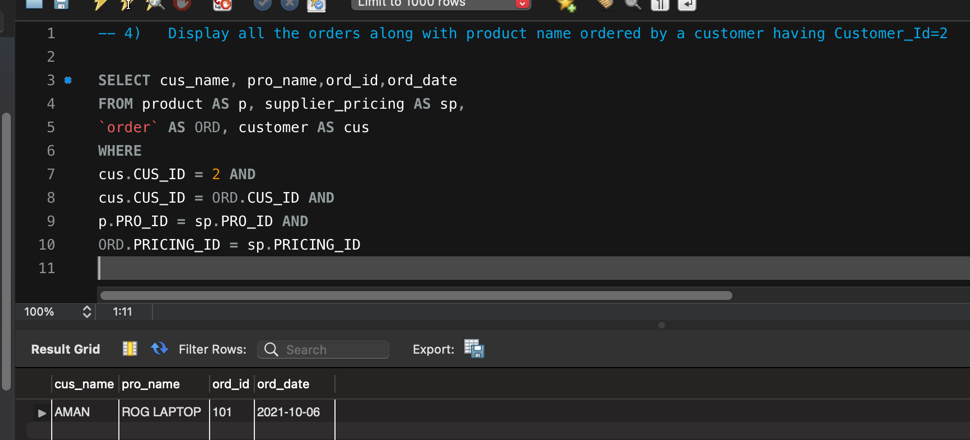 Limit to 1000 rows
1 -- 4)   Display all the orders along with product name ordered by a customer having Customer_Id=2
2
3 SELECT cus_name, pro_name,ord_id,ord_date
4 FROM product AS p, supplier_pricing AS sp,
5 `order` AS ORD, customer AS cus
6 WHERE
7 cus.CUS_ID = 2 AND
8 cus.CUS_ID = ORD.CUS_ID AND
9 p.PRO_ID = sp.PRO_ID AND
10 ORD.PRICING_ID = sp.PRICING_ID
11
100% 1:11
Result Grid Filter Rows: Search Export:
cus_name pro_name ord_id ord_date
AMAN ROG LAPTOP 101 2021-10-06